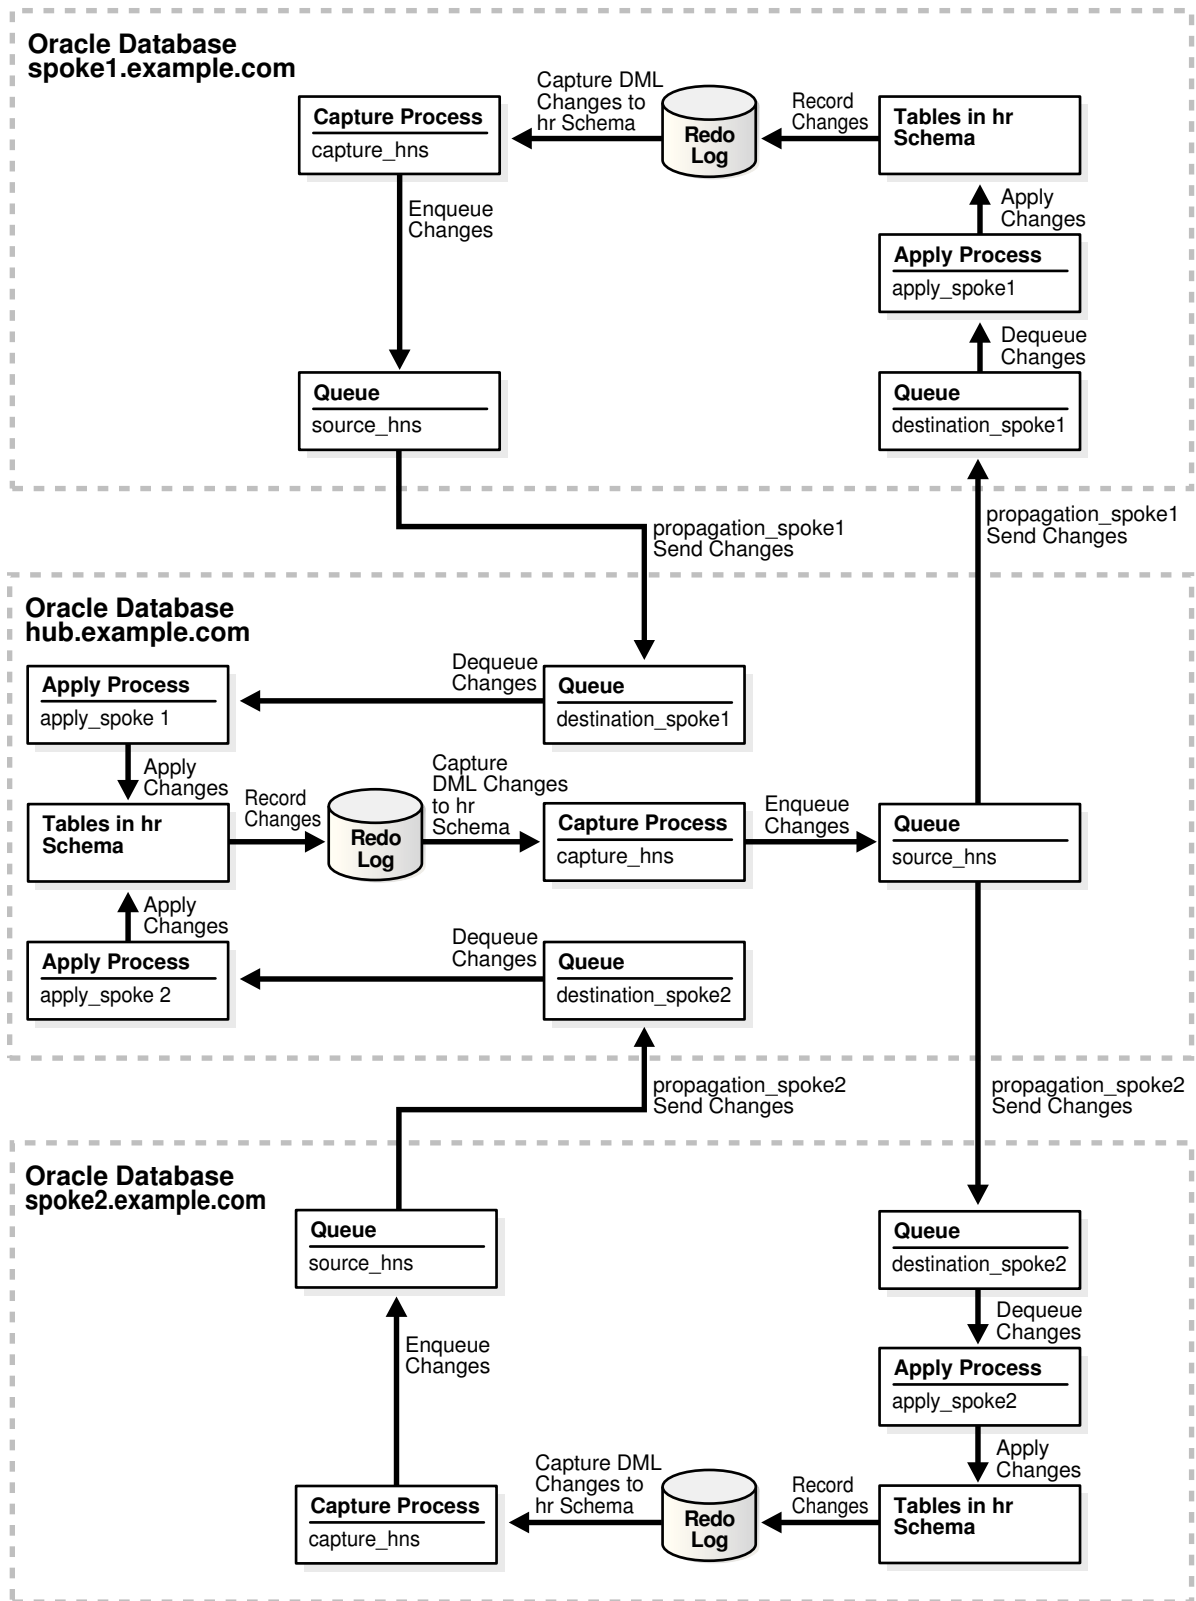 Oracle Database
spoke1.example.com
Capture Process
capture_hns
Capture DML
Changes to
hr Schema
Redo
Log
Record
Changes
Tables in hr
Schema
Apply
Changes
Apply Process
apply_spoke1
Dequeue
Changes
Queue
destination_spoke1
Enqueue
Changes
Queue
source_hns
propagation_spoke1
Send Changes
propagation_spoke1
Send Changes
Oracle Database
hub.example.com
Apply Process
apply_spoke 1
Dequeue
Changes
Queue
destination_spoke1
Apply
Changes
Tables in hr
Schema
Record
Changes
Redo
Log
Capture
DML Changes
to hr
Schema
Capture Process
capture_hns
Enqueue
Changes
Queue
source_hns
Apply
Changes
Apply Process
apply_spoke 2
Dequeue
Changes
Queue
destination_spoke2
propagation_spoke2
Send Changes
propagation_spoke2
Send Changes
Oracle Database
spoke2.example.com
Queue
source_hns
Enqueue
Changes
Capture Process
capture_hns
Capture DML
Changes to
hr Schema
Redo
Log
Record
Changes
Queue
destination_spoke2
Dequeue
Changes
Apply Process
apply_spoke2
Apply
Changes
Tables in hr
Schema